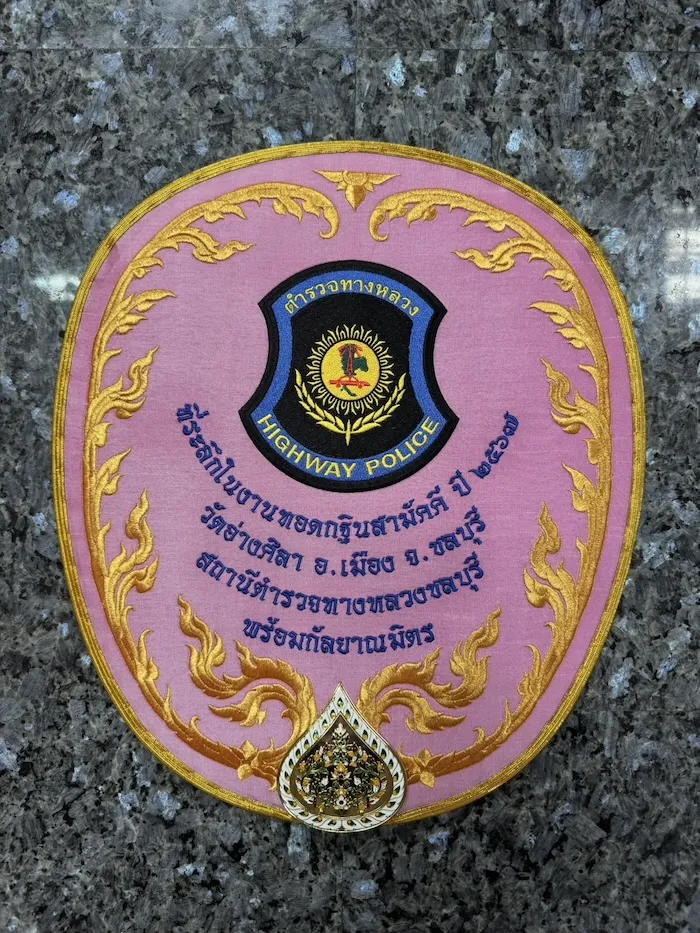 ตำรวจทางหลวง
HIGHWAY POLICE
ที่ระลึกในงานทอดกฐินสามัคคี ปี ๒๕๖๗
วัดอ่างศิลา อ.เมือง จ.ชลบุรี
สถานีตำรวจทางหลวงชลบุรี
พร้อมกัลยาณมิตร